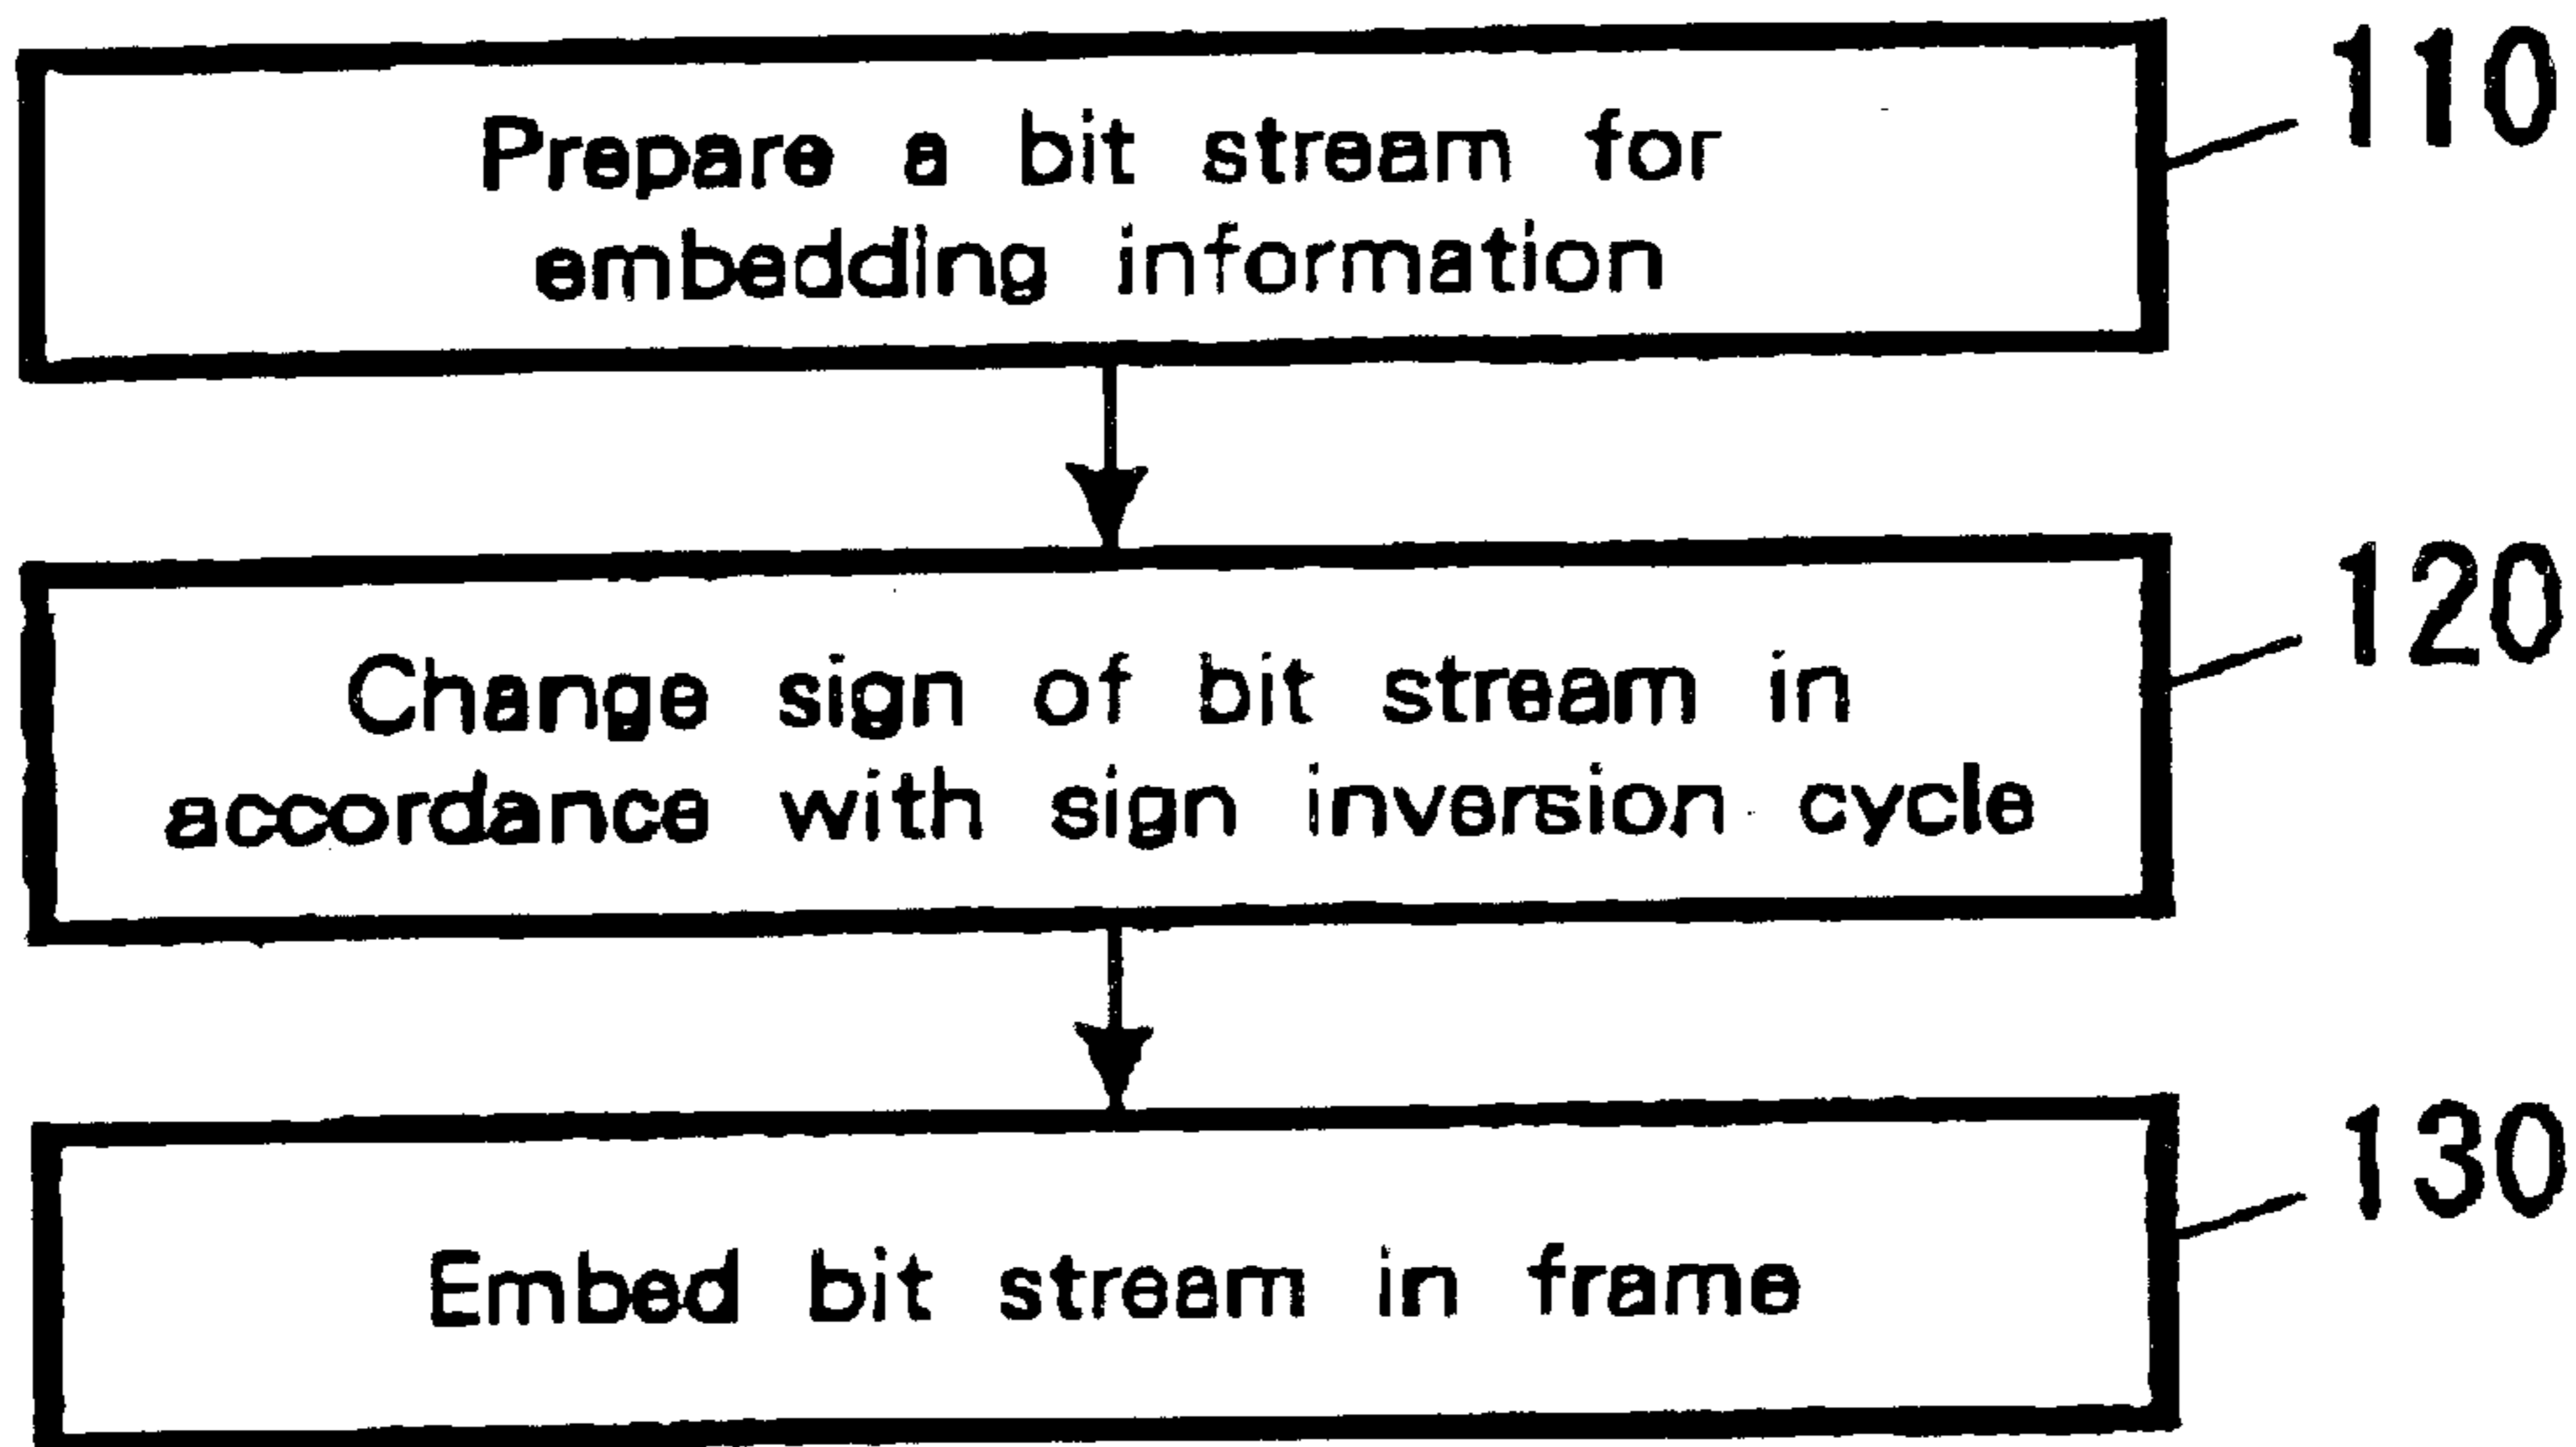 Prepare a bit stream for
embedding information
110
Change sign of bit stream in
accordance with sign inversion cycle
120
Embed bit stream in frame
130